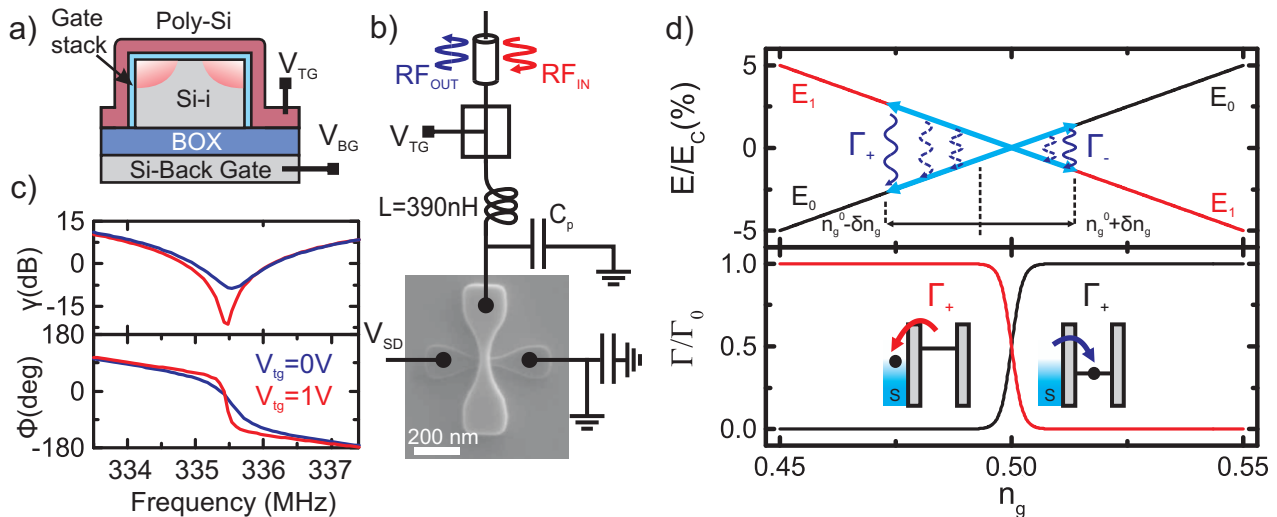 a)
Gate
stack
Poly-Si
V_TG
Si-i
BOX
V_BG
Si-Back Gate
b)
RF_OUT
RF_IN
V_TG
L=390nH
C_p
V_SD
200 nm
c)
15
0
-15
γ(dB)
180
0
-180
Φ(deg)
V_tg=0V
V_tg=1V
334 335 336 337
Frequency (MHz)
d)
5
0
-5
E/E_C(%)
E_1
E_0
Γ_+
Γ_-
E_0
E_1
n_g^0-δn_g
n_g^0+δn_g
1.0
0.5
0.0
Γ/Γ_0
Γ_+
Γ_+
S
S
0.45 0.50 0.55
n_g